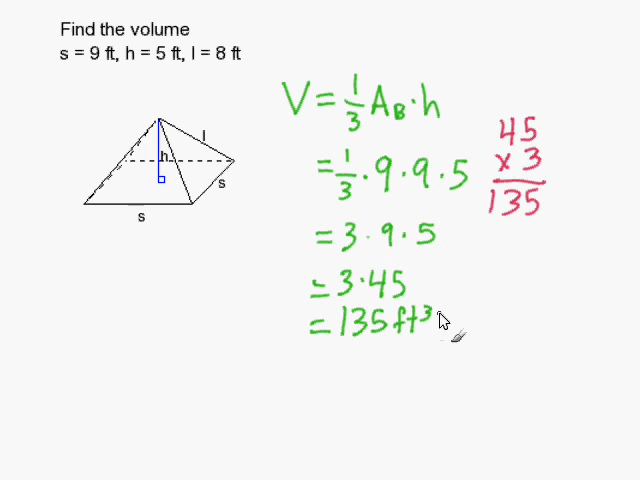 Find the volume
s = 9 ft, h = 5 ft, l = 8 ft
V = 1/3 A_B · h
= 1/3 · 9 · 9 · 5
= 3 · 9 · 5
= 3 · 45
= 135 ft³
45
x 3
135
l
h
s
s